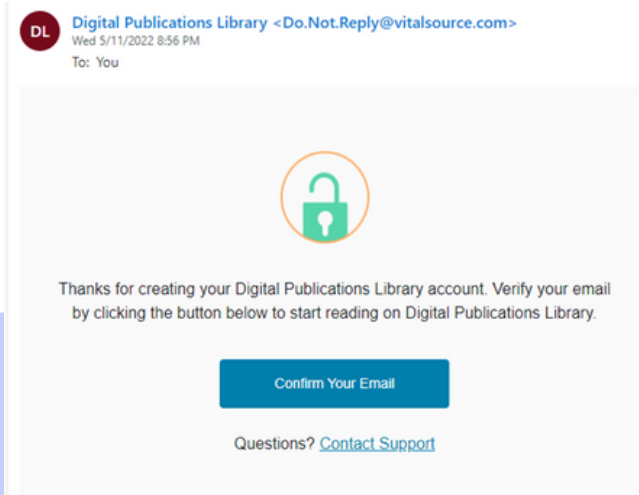 DL
Digital Publications Library <Do.Not.Reply@vitalsource.com>
Wed 5/11/2022 8:56 PM
To: You
Thanks for creating your Digital Publications Library account. Verify your email
by clicking the button below to start reading on Digital Publications Library.
Confirm Your Email
Questions? Contact Support